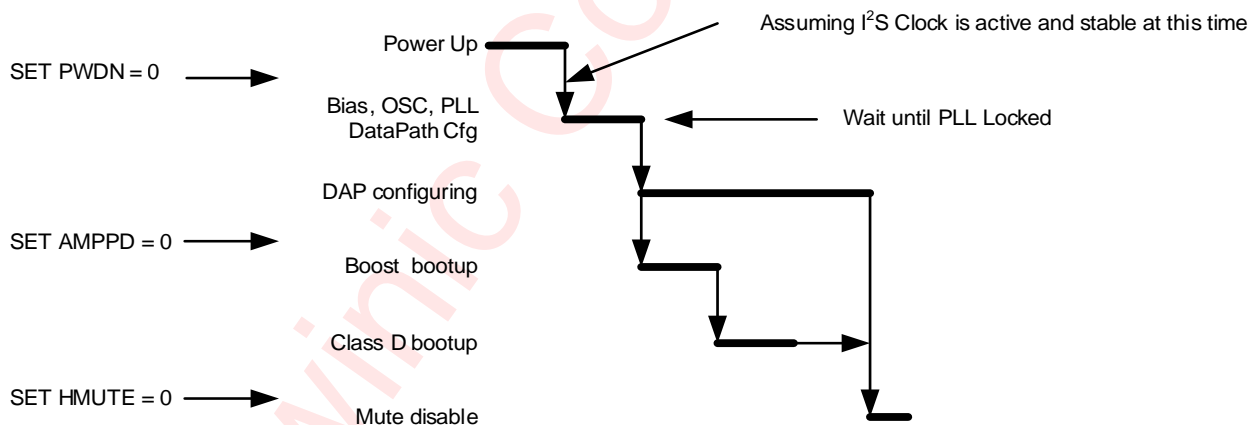 Assuming I²S Clock is active and stable at this time
Power Up
SET PWDN = 0
Bias, OSC, PLL
DataPath Cfg
Wait until PLL Locked
DAP configuring
SET AMPPD = 0
Boost bootup
Class D bootup
SET HMUTE = 0
Mute disable